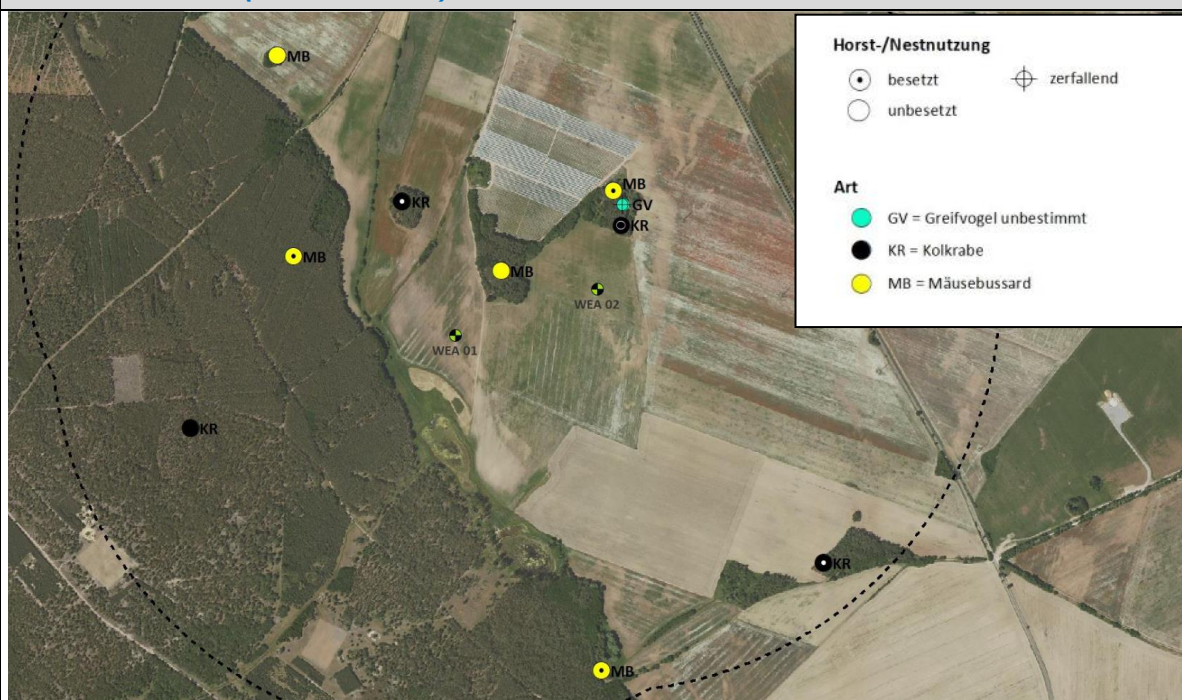 MB
Horst-/Nestnutzung
besetzt
zerfallend
unbesetzt
MB
KR
GV
KR
Art
GV = Greifvogel unbestimmt
MB
MB
KR = Kolkrabe
MB = Mäusebussard
WEA 02
WEA 01
KR
KR
MB